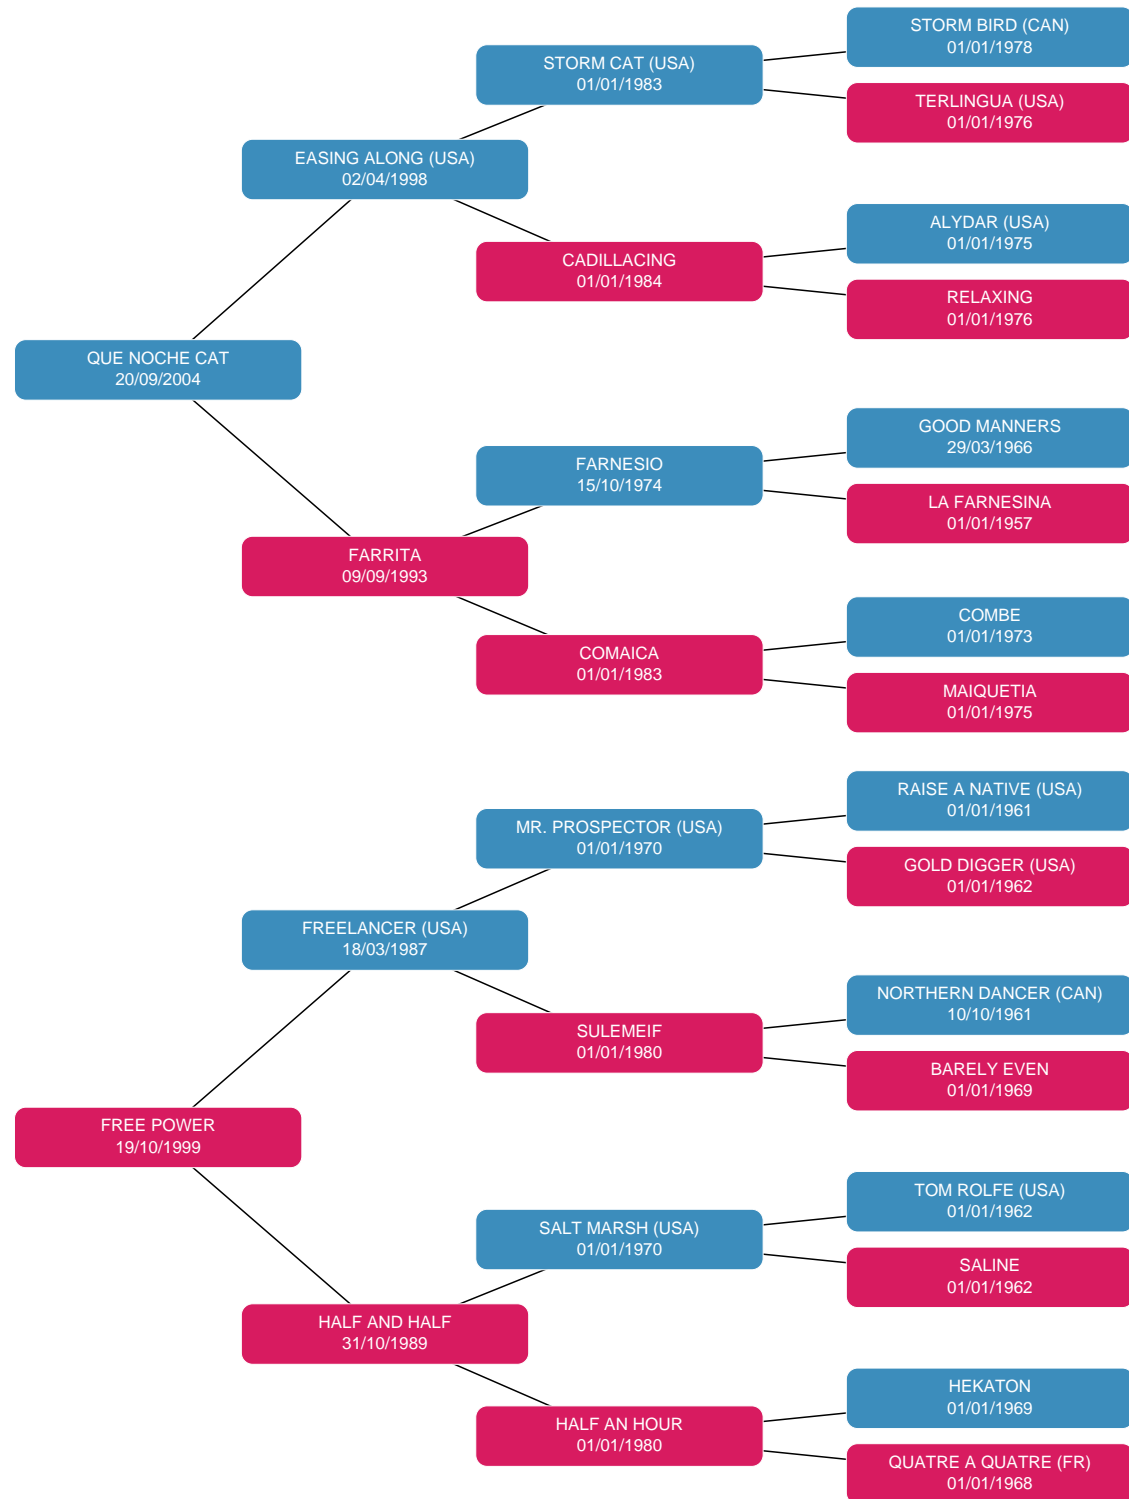 STORM BIRD (CAN)
01/01/1978
STORM CAT (USA)
01/01/1983
TERLINGUA (USA)
01/01/1976
EASING ALONG (USA)
02/04/1998
ALYDAR (USA)
01/01/1975
CADILLACING
01/01/1984
RELAXING
01/01/1976
QUE NOCHE CAT
20/09/2004
GOOD MANNERS
29/03/1966
FARNESIO
15/10/1974
LA FARNESINA
01/01/1957
FARRITA
09/09/1993
COMBE
01/01/1973
COMAICA
01/01/1983
MAIQUETIA
01/01/1975
RAISE A NATIVE (USA)
01/01/1961
MR. PROSPECTOR (USA)
01/01/1970
GOLD DIGGER (USA)
01/01/1962
FREELANCER (USA)
18/03/1987
NORTHERN DANCER (CAN)
10/10/1961
SULEMEIF
01/01/1980
BARELY EVEN
01/01/1969
FREE POWER
19/10/1999
TOM ROLFE (USA)
01/01/1962
SALT MARSH (USA)
01/01/1970
SALINE
01/01/1962
HALF AND HALF
31/10/1989
HEKATON
01/01/1969
HALF AN HOUR
01/01/1980
QUATRE A QUATRE (FR)
01/01/1968